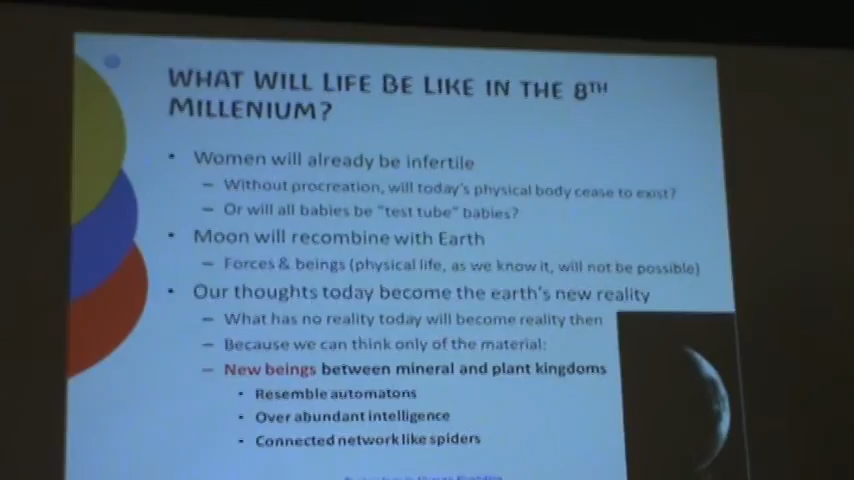 WHAT WILL LIFE BE LIKE IN THE 8TH
MILLENIUM?
• Women will already be infertile
– Without procreation, will today's physical body cease to exist?
– Or will all babies be "test tube" babies?
• Moon will recombine with Earth
– Forces & beings (physical life, as we know it, will not be possible)
• Our thoughts today become the earth's new reality
– What has no reality today will become reality then
– Because we can think only of the material:
– New beings between mineral and plant kingdoms
• Resemble automatons
• Over abundant intelligence
• Connected network like spiders